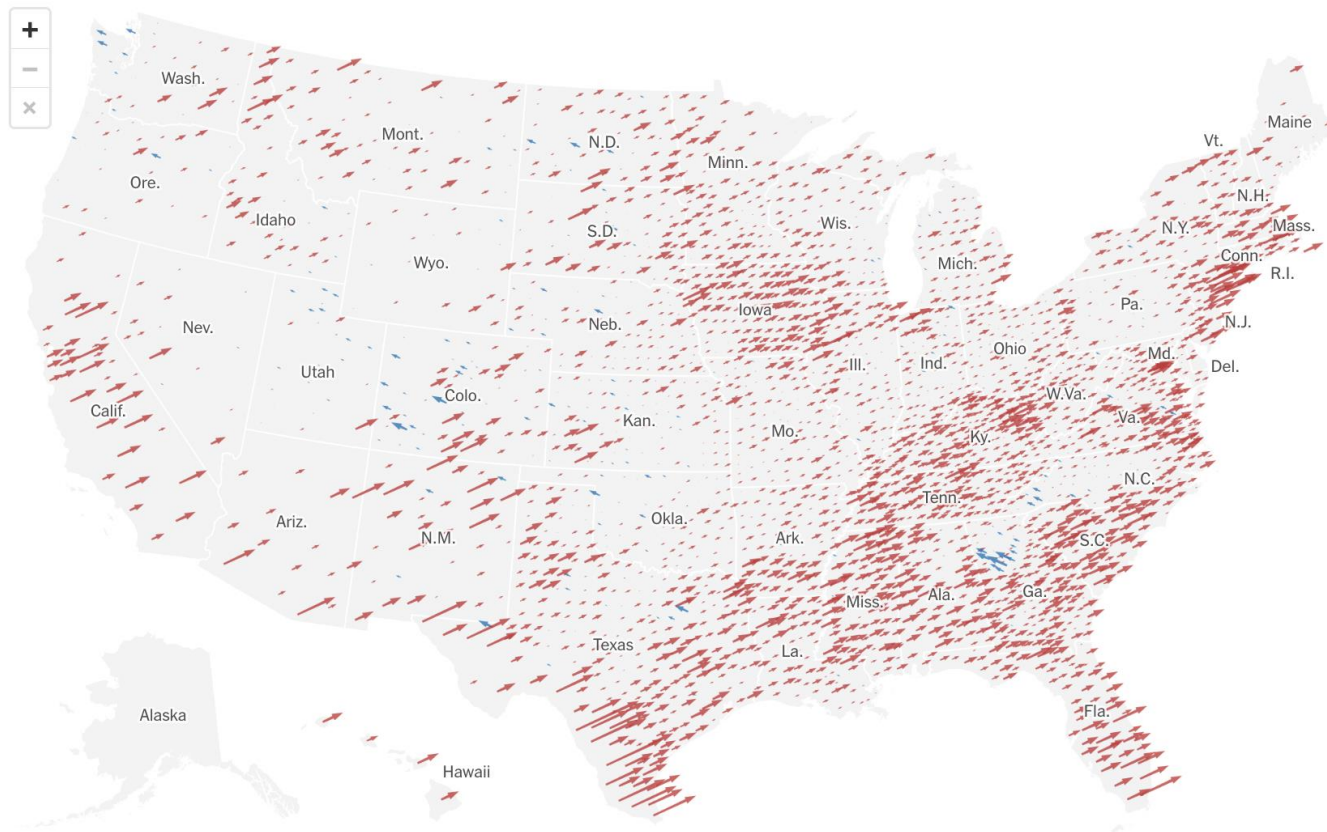 +
−
×
Wash.
Mont.
N.D.
Minn.
Vt.
Maine
Ore.
Idaho
S.D.
Wis.
N.H.
N.Y.
Mass.
Wyo.
Mich.
Conn.
R.I.
Nev.
Neb.
Iowa
Pa.
N.J.
Utah
Colo.
Ill.
Ind.
Ohio
Md.
Del.
Calif.
Kan.
Mo.
W.Va.
Va.
Ky.
Ariz.
N.M.
Okla.
Ark.
Tenn.
N.C.
S.C.
Texas
La.
Miss.
Ala.
Ga.
Alaska
Hawaii
Fla.